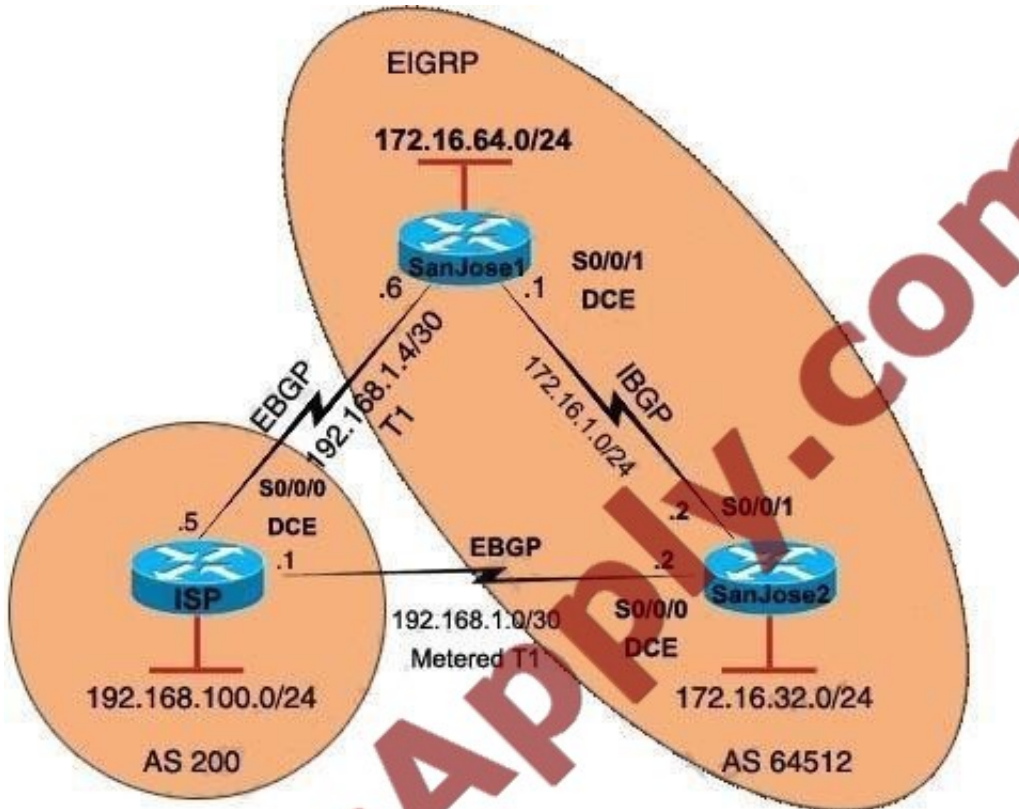 EIGRP
172.16.64.0/24
SanJose1
S0/0/1
DCE
.6
.1
EBGP
192.168.1.4/30
T1
IBGP
172.16.1.0/24
S0/0/0
DCE
.5
.1
ISP
.2
S0/0/1
EBGP
.2
SanJose2
192.168.1.0/30
Metered T1
S0/0/0
DCE
192.168.100.0/24
172.16.32.0/24
AS 200
AS 64512
Apply.com